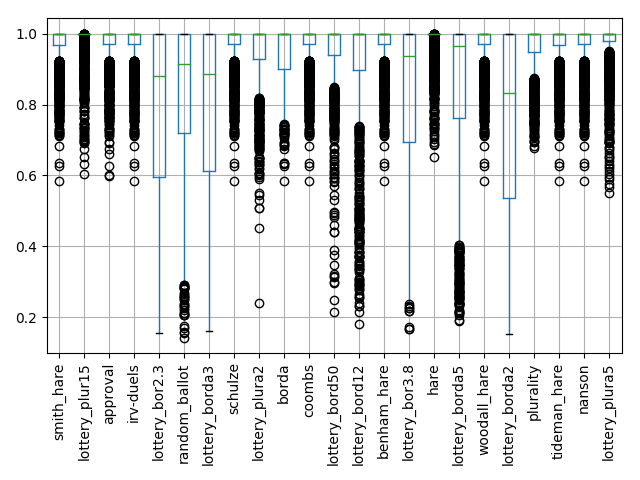 1.0
0.8
0.6
0.4
0.2
smith_hare
lottery_plur15
approval
irv-duels
lottery_bor2.3
random_ballot
lottery_borda3
schulze
lottery_plura2
borda
coombs
lottery_bord50
lottery_bord12
benham_hare
lottery_bor3.8
hare
lottery_borda5
woodall_hare
lottery_borda2
plurality
tideman_hare
nanson
lottery_plura5